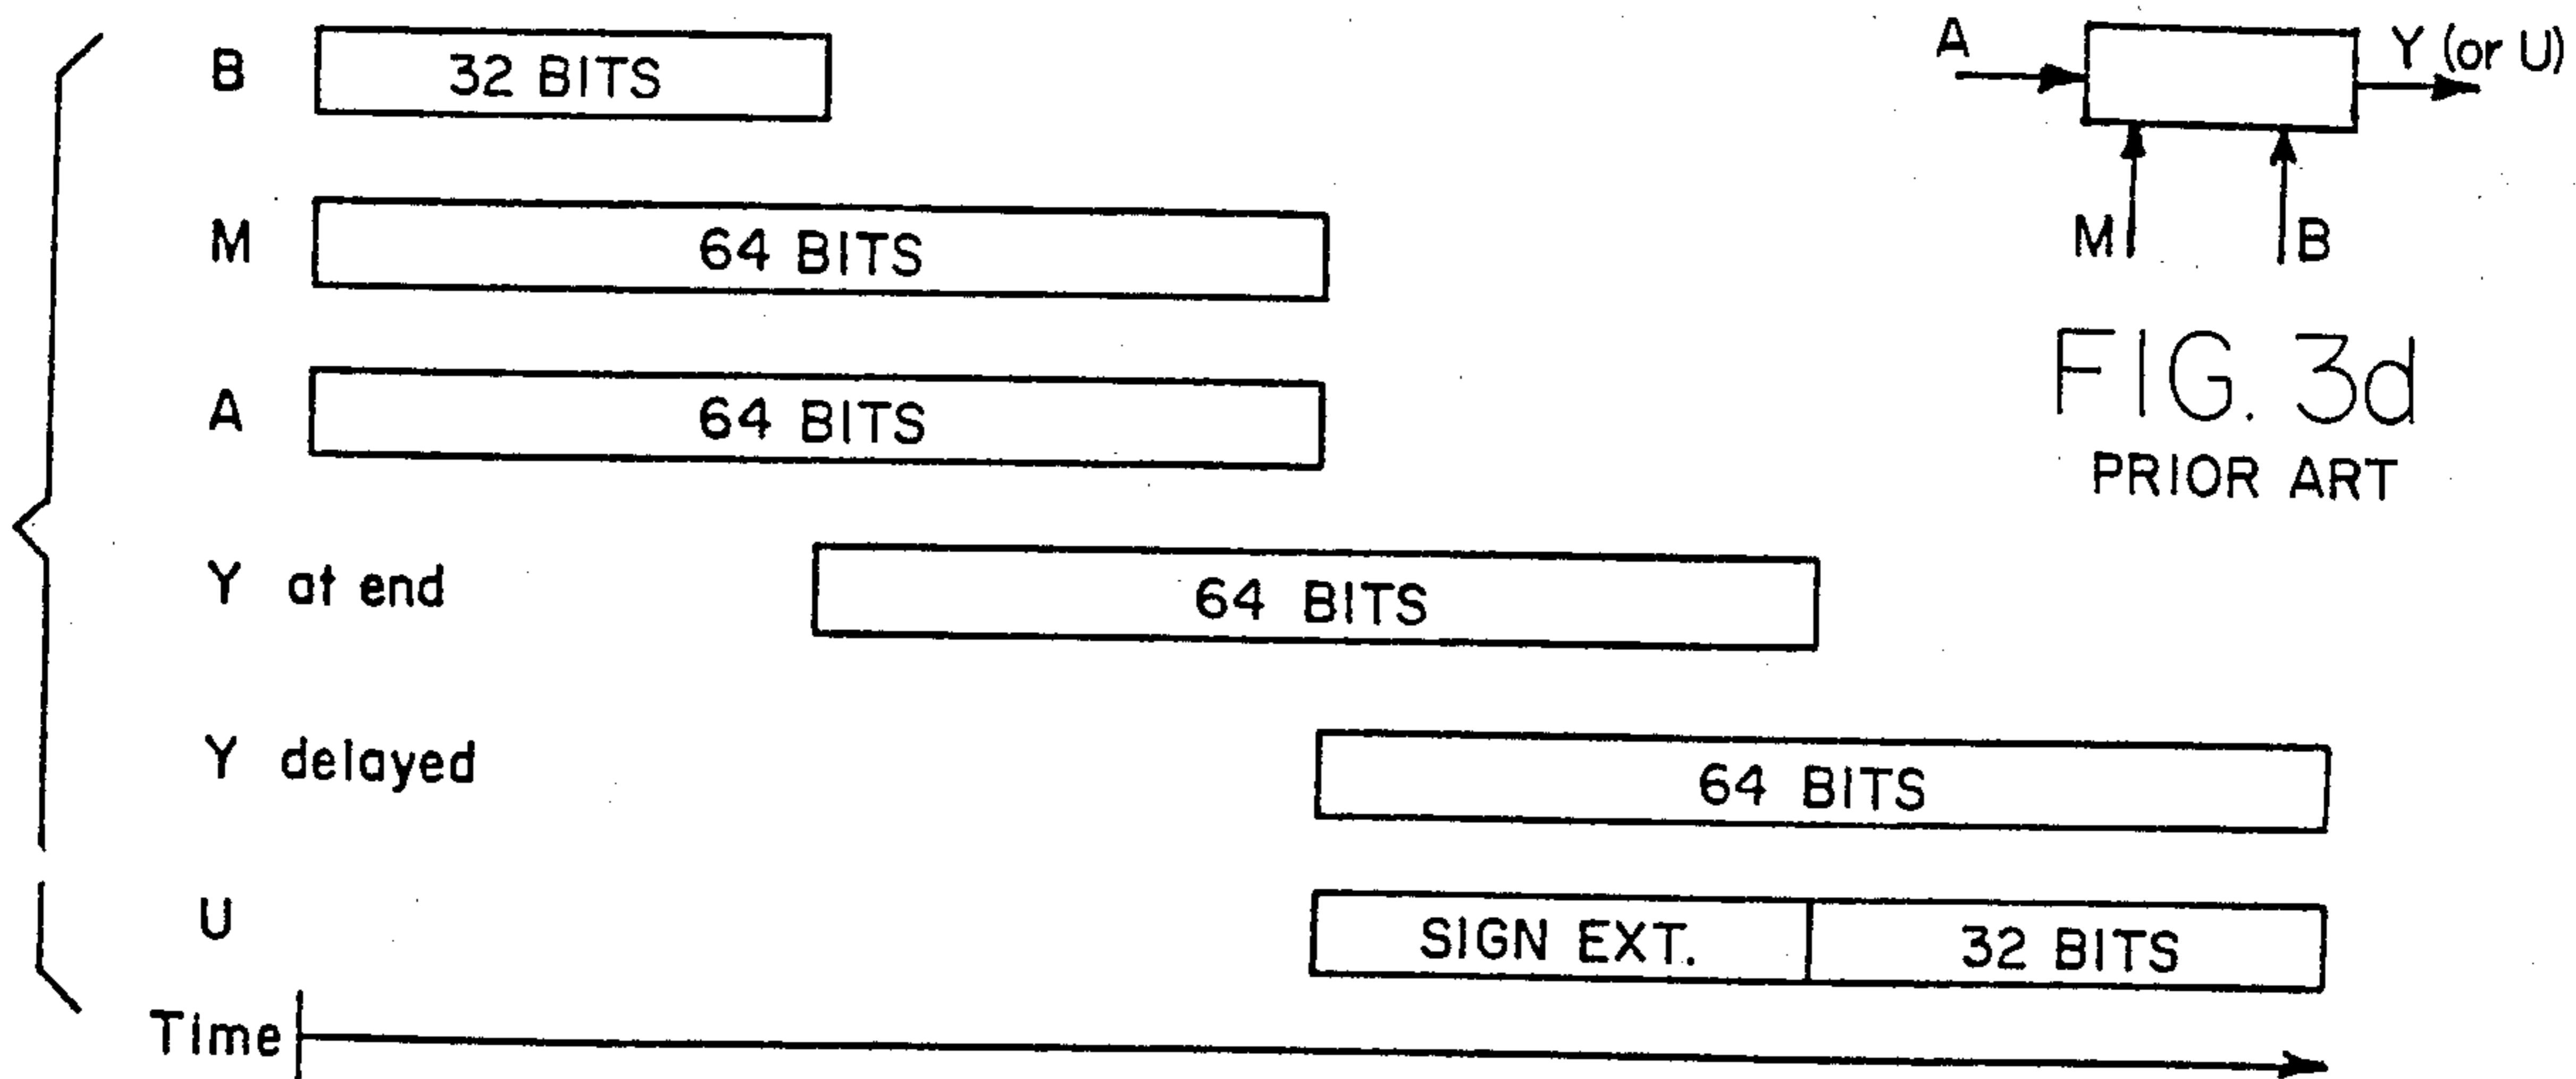 B 32 BITS
M 64 BITS
A 64 BITS
Y at end 64 BITS
Y delayed 64 BITS
U SIGN EXT. 32 BITS
Time
A Y (or U)
M B
FIG. 3d
PRIOR ART